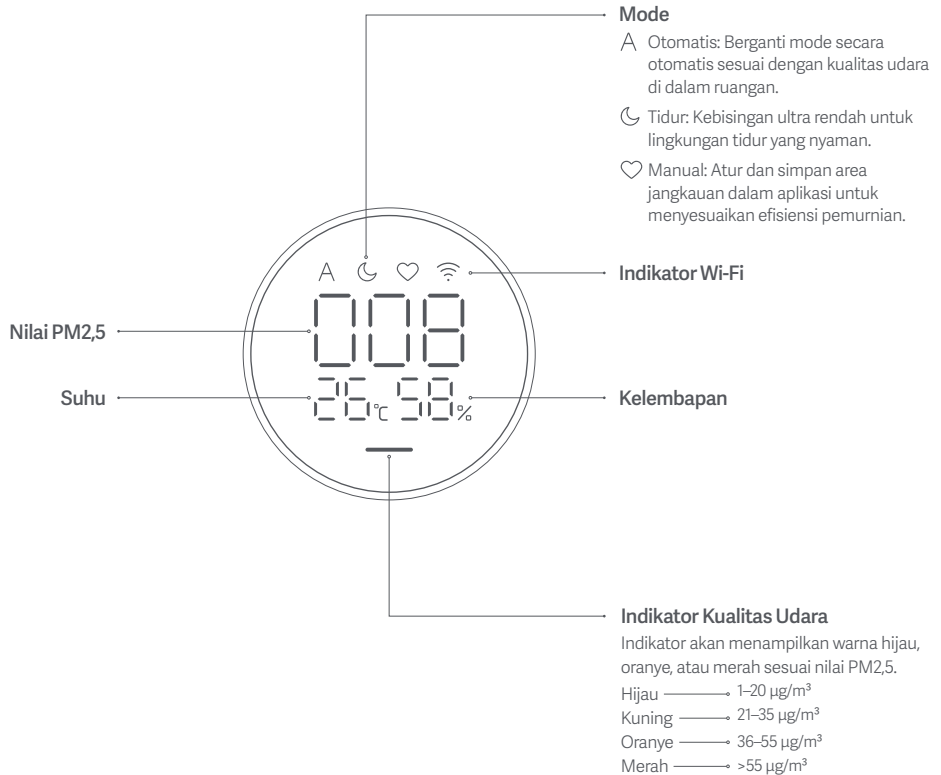 Mode
A Otomatis: Berganti mode secara
otomatis sesuai dengan kualitas udara
di dalam ruangan.
Tidur: Kebisingan ultra rendah untuk
lingkungan tidur yang nyaman.
Manual: Atur dan simpan area
jangkauan dalam aplikasi untuk
menyesuaikan efisiensi pemurnian.
A
Indikator Wi-Fi
008
Nilai PM2,5
Suhu
26°C 58%
Kelembapan
Indikator Kualitas Udara
Indikator akan menampilkan warna hijau,
oranye, atau merah sesuai nilai PM2,5.
Hijau 1–20 µg/m³
Kuning 21–35 µg/m³
Oranye 36–55 µg/m³
Merah >55 µg/m³